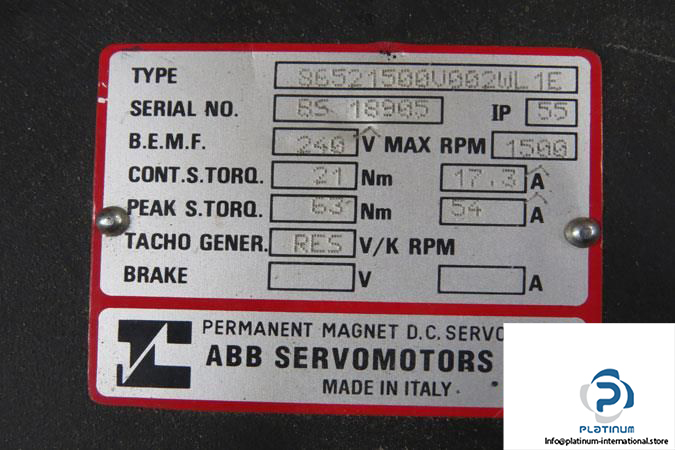 TYPE 86521500V002WL1E
SERIAL NO. BS 18905 IP 55
B.E.M.F. 240 V MAX RPM 1500
CONT.S.TORQ. 21 Nm 17.3 A
PEAK S.TORQ. 63 Nm 54 A
TACHO GENER. RES V/K RPM
BRAKE V A
PERMANENT MAGNET D.C. SERVO
ABB SERVOMOTORS
MADE IN ITALY
PLATINUM
Info@platinum-international.store